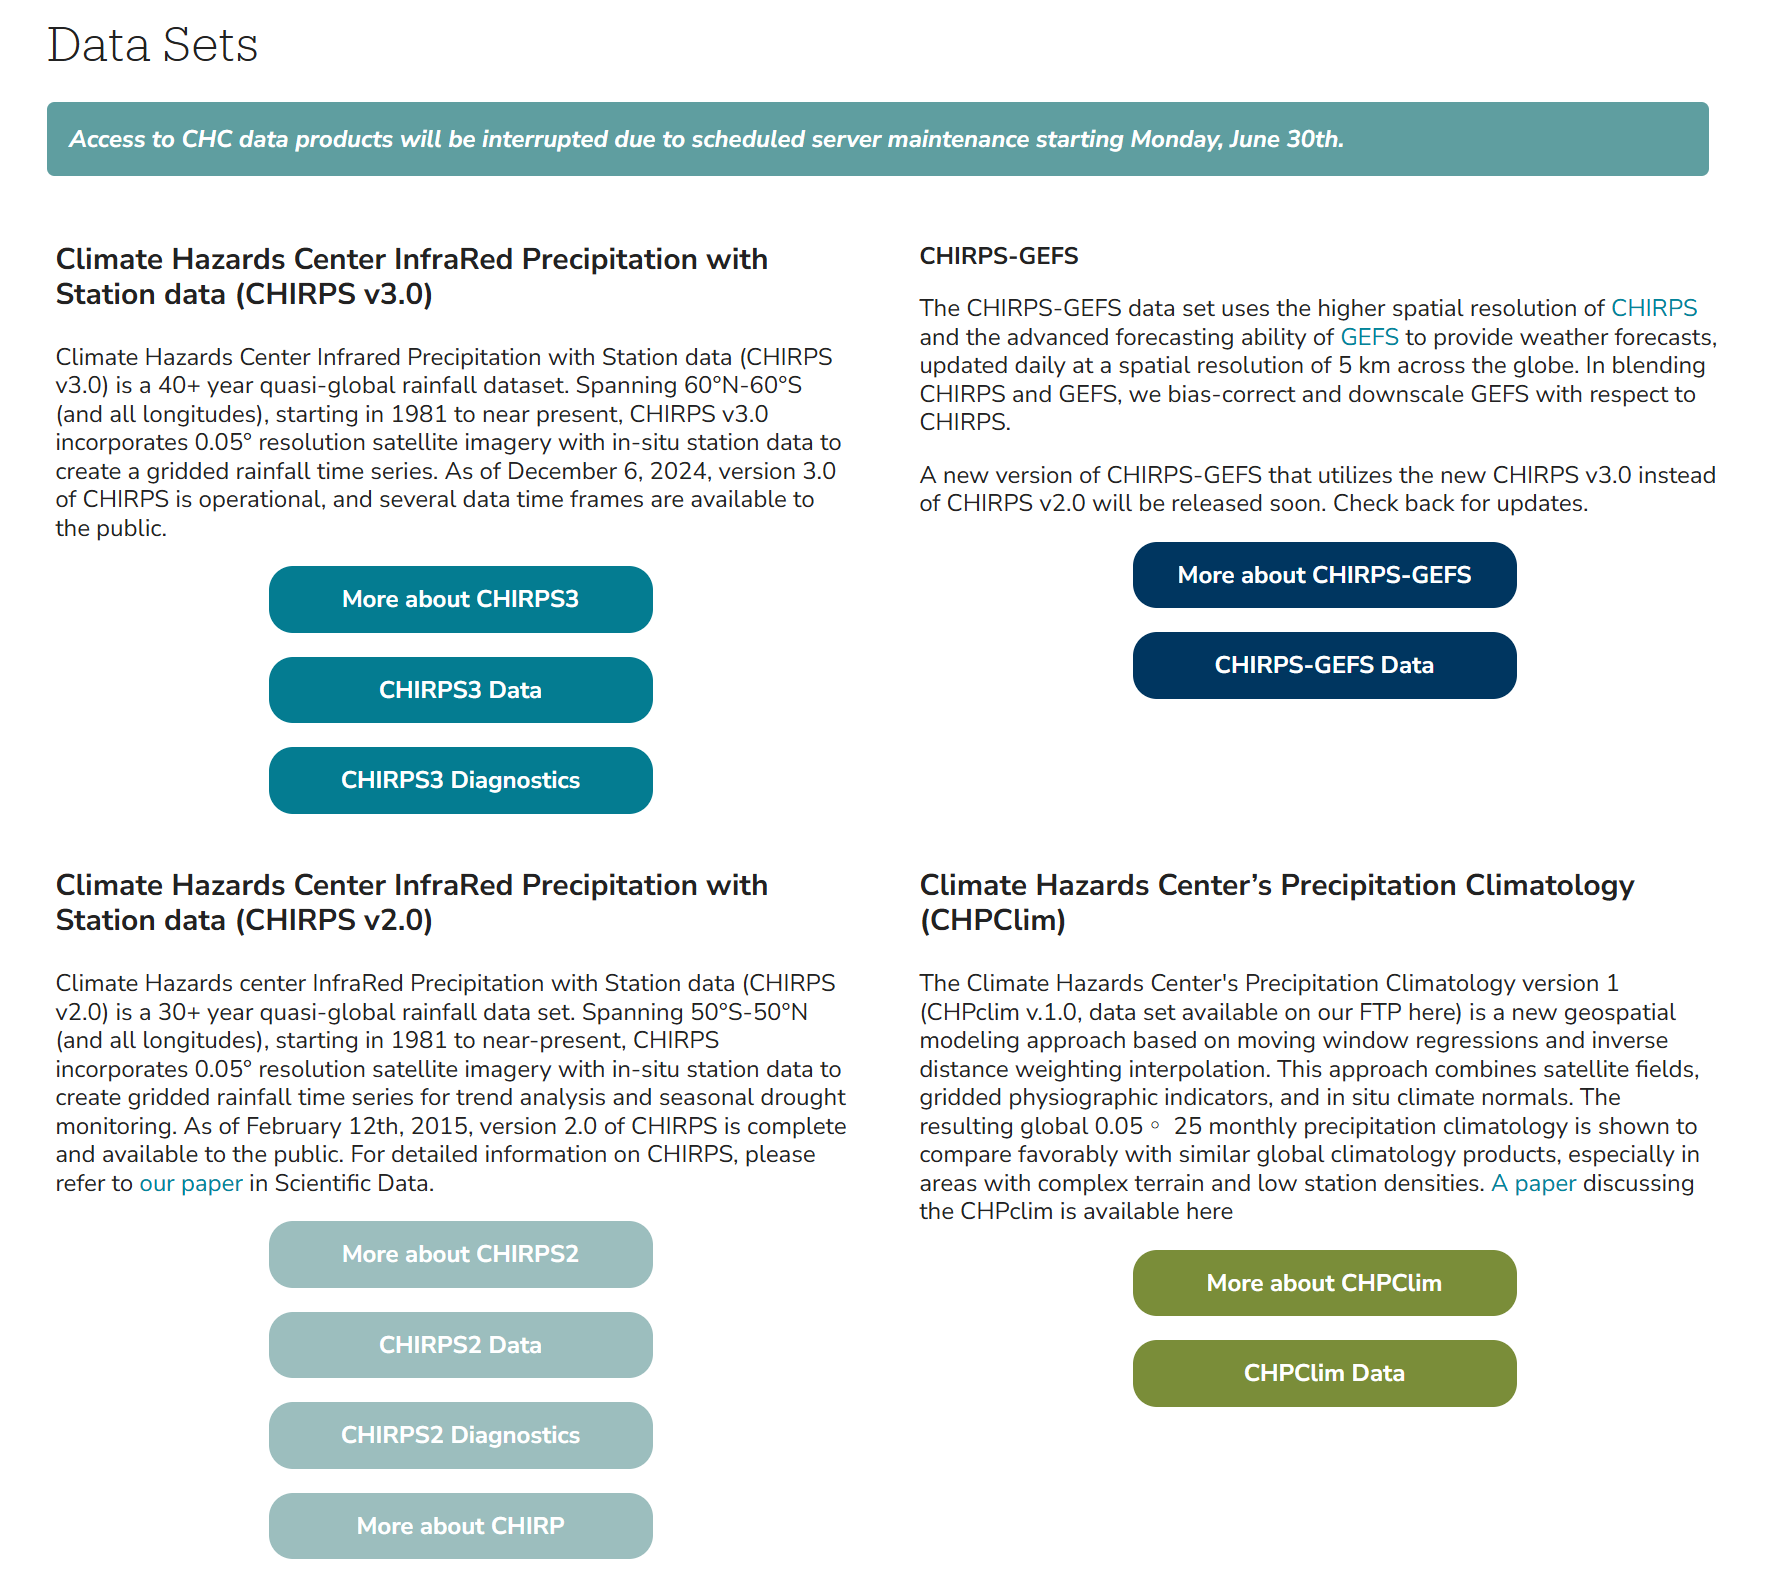 Data Sets
Access to CHC data products will be interrupted due to scheduled server maintenance starting Monday, June 30th.
Climate Hazards Center InfraRed Precipitation with
Station data (CHIRPS v3.0)
Climate Hazards Center Infrared Precipitation with Station data (CHIRPS
v3.0) is a 40+ year quasi-global rainfall dataset. Spanning 60°N-60°S
(and all longitudes), starting in 1981 to near present, CHIRPS v3.0
incorporates 0.05° resolution satellite imagery with in-situ station data to
create a gridded rainfall time series. As of December 6, 2024, version 3.0
of CHIRPS is operational, and several data time frames are available to
the public.
More about CHIRPS3
CHIRPS3 Data
CHIRPS3 Diagnostics
CHIRPS-GEFS
The CHIRPS-GEFS data set uses the higher spatial resolution of CHIRPS
and the advanced forecasting ability of GEFS to provide weather forecasts,
updated daily at a spatial resolution of 5 km across the globe. In blending
CHIRPS and GEFS, we bias-correct and downscale GEFS with respect to
CHIRPS.
A new version of CHIRPS-GEFS that utilizes the new CHIRPS v3.0 instead
of CHIRPS v2.0 will be released soon. Check back for updates.
More about CHIRPS-GEFS
CHIRPS-GEFS Data
Climate Hazards Center InfraRed Precipitation with
Station data (CHIRPS v2.0)
Climate Hazards center InfraRed Precipitation with Station data (CHIRPS
v2.0) is a 30+ year quasi-global rainfall data set. Spanning 50°S-50°N
(and all longitudes), starting in 1981 to near-present, CHIRPS
incorporates 0.05° resolution satellite imagery with in-situ station data to
create gridded rainfall time series for trend analysis and seasonal drought
monitoring. As of February 12th, 2015, version 2.0 of CHIRPS is complete
and available to the public. For detailed information on CHIRPS, please
refer to our paper in Scientific Data.
More about CHIRPS2
CHIRPS2 Data
CHIRPS2 Diagnostics
More about CHIRP
Climate Hazards Center’s Precipitation Climatology
(CHPClim)
The Climate Hazards Center's Precipitation Climatology version 1
(CHPclim v.1.0, data set available on our FTP here) is a new geospatial
modeling approach based on moving window regressions and inverse
distance weighting interpolation. This approach combines satellite fields,
gridded physiographic indicators, and in situ climate normals. The
resulting global 0.05◦ 25 monthly precipitation climatology is shown to
compare favorably with similar global climatology products, especially in
areas with complex terrain and low station densities. A paper discussing
the CHPclim is available here
More about CHPClim
CHPClim Data